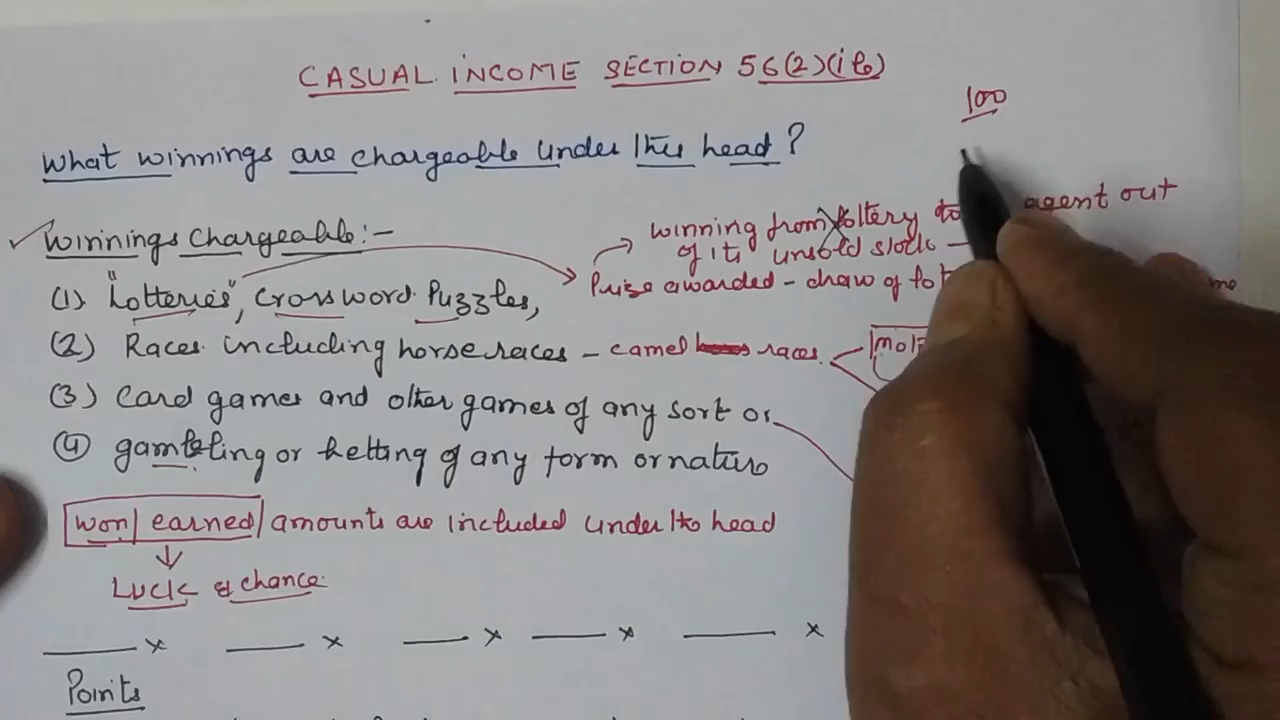 CASUAL INCOME SECTION 56(2)(ib)
100
What winnings are chargeable under this head?
Winnings chargeable:-
winning from lottery to agent out
of its unsold stock -
(1) "Lotteries", Crossword Puzzles,
Prize awarded - draw of lot
(2) Races including horse races - camel races
(3) Card games and other games of any sort or
(4) gambling or betting of any form or nature
won/ earned/ amounts are included under the head
Luck & chance
Points